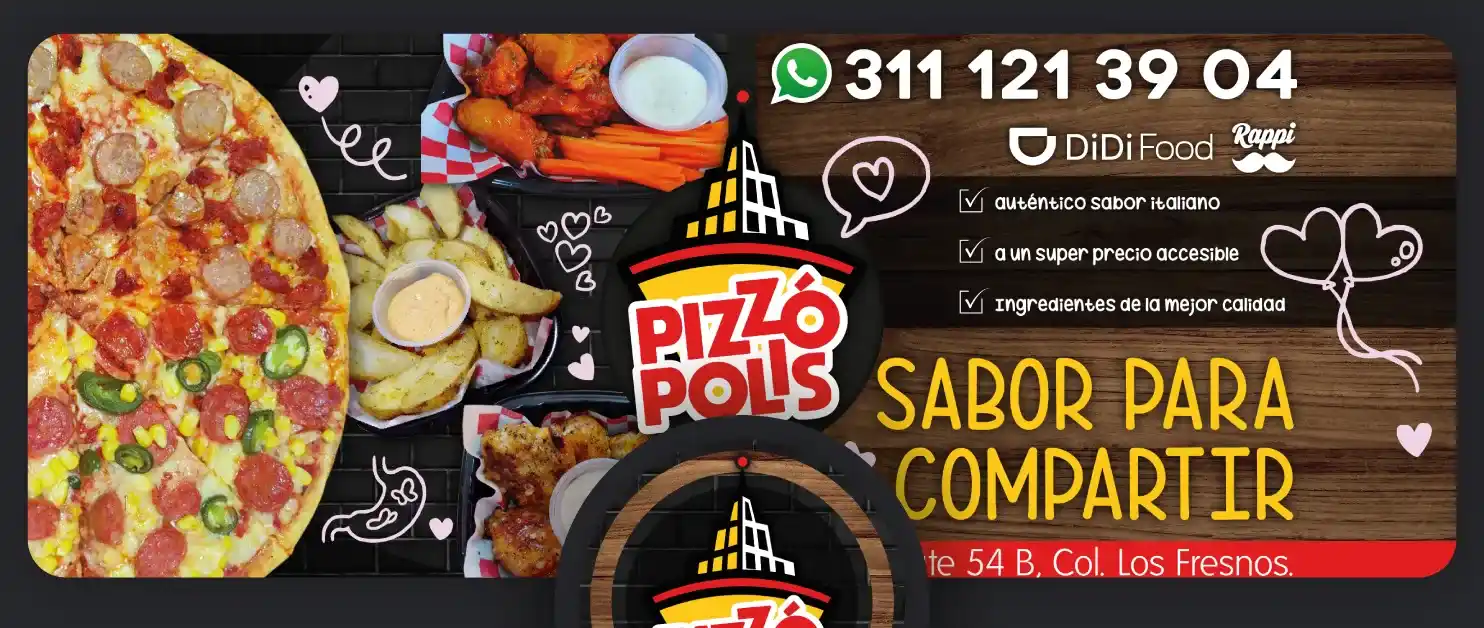 311 121 39 04
DiDi Food
Rappi
auténtico sabor italiano
a un super precio accesible
Ingredientes de la mejor calidad
PIZZÓ
POLIS
SABOR PARA
COMPARTIR
54 B, Col. Los Fresnos.